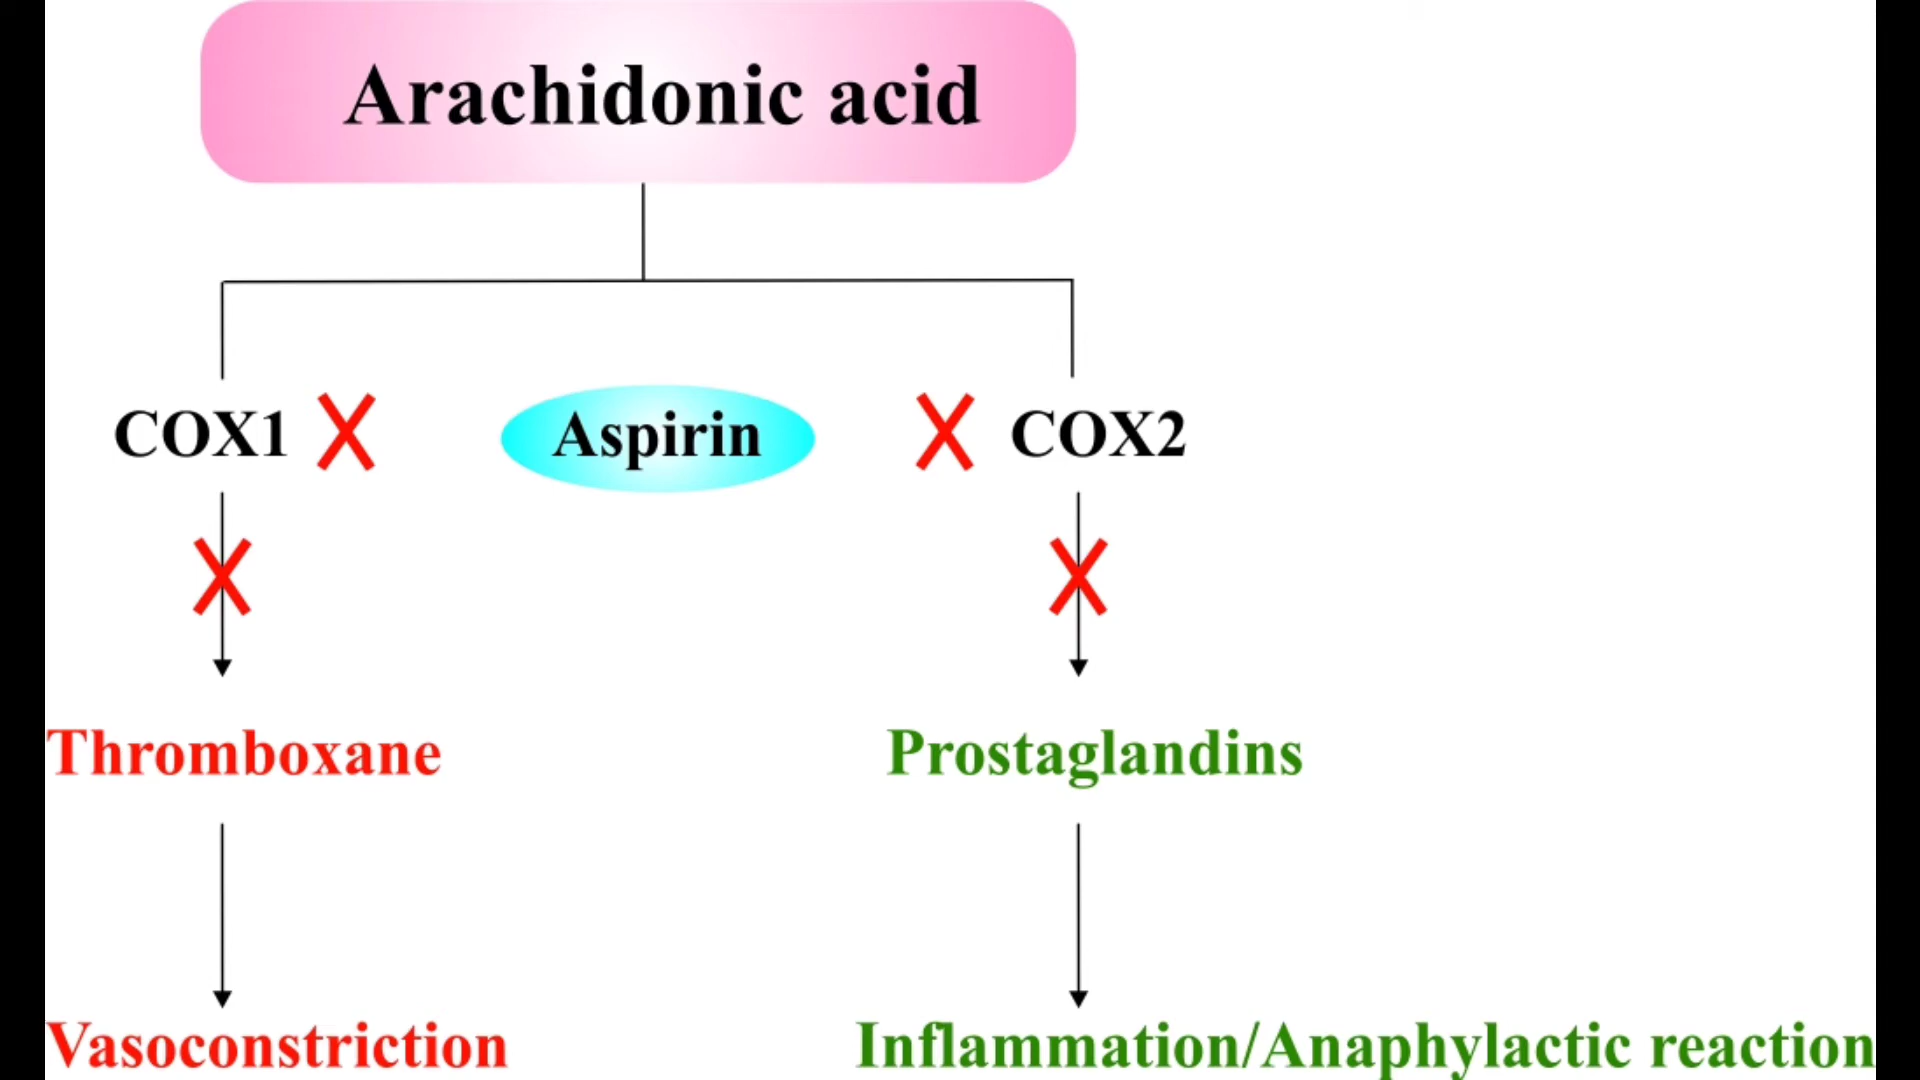 Arachidonic acid
COX1
Aspirin
COX2
Thromboxane
Prostaglandins
Vasoconstriction
Inflammation/Anaphylactic reaction